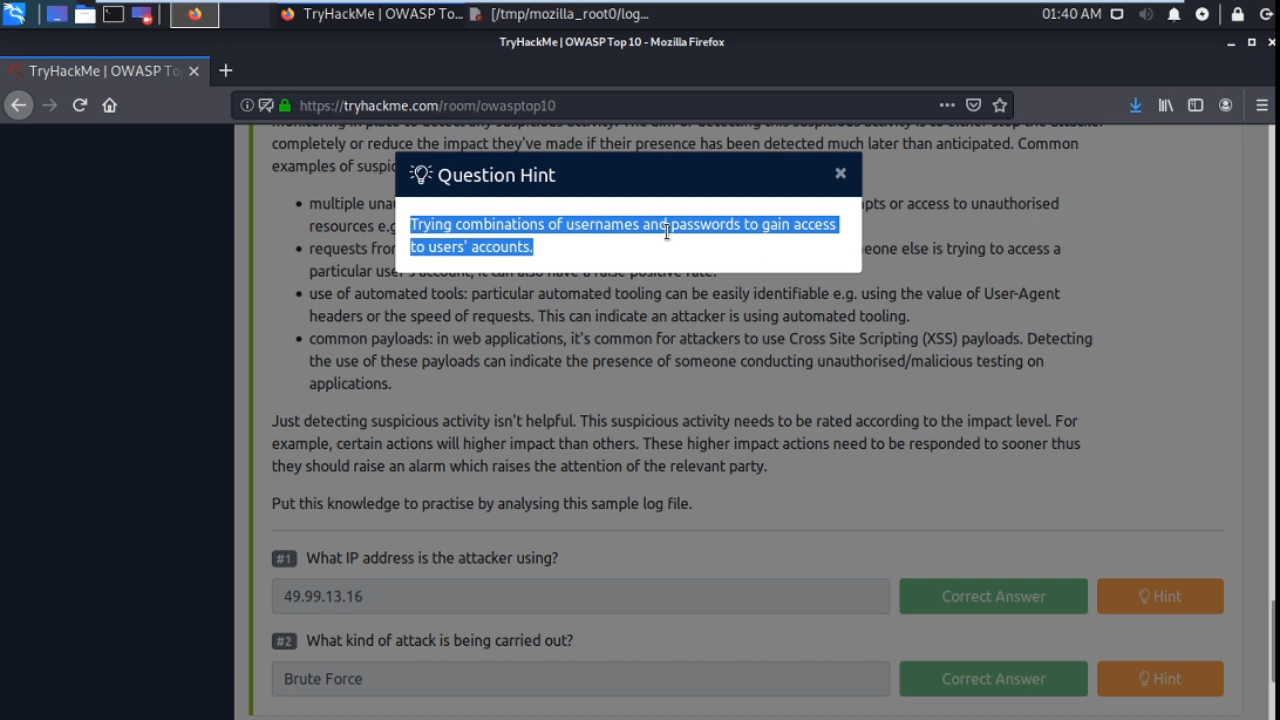 TryHackMe | OWASP To...
[/tmp/mozilla_root0/log...
01:40 AM
TryHackMe | OWASP Top 10 - Mozilla Firefox
TryHackMe | OWASP To
https://tryhackme.com/room/owasptop10
completely or reduce the impact they've made if their presence has been detected much later than anticipated. Common
examples of suspic
Question Hint
×
Trying combinations of usernames and passwords to gain access
to users' accounts.
multiple una pts or access to unauthorised
resources e.g
requests fro eone else is trying to access a
particular user's account, it can also have a false positive rate.
use of automated tools: particular automated tooling can be easily identifiable e.g. using the value of User-Agent
headers or the speed of requests. This can indicate an attacker is using automated tooling.
common payloads: in web applications, it's common for attackers to use Cross Site Scripting (XSS) payloads. Detecting
the use of these payloads can indicate the presence of someone conducting unauthorised/malicious testing on
applications.
Just detecting suspicious activity isn't helpful. This suspicious activity needs to be rated according to the impact level. For
example, certain actions will higher impact than others. These higher impact actions need to be responded to sooner thus
they should raise an alarm which raises the attention of the relevant party.
Put this knowledge to practise by analysing this sample log file.
#1 What IP address is the attacker using?
49.99.13.16 Correct Answer Hint
#2 What kind of attack is being carried out?
Brute Force Correct Answer Hint